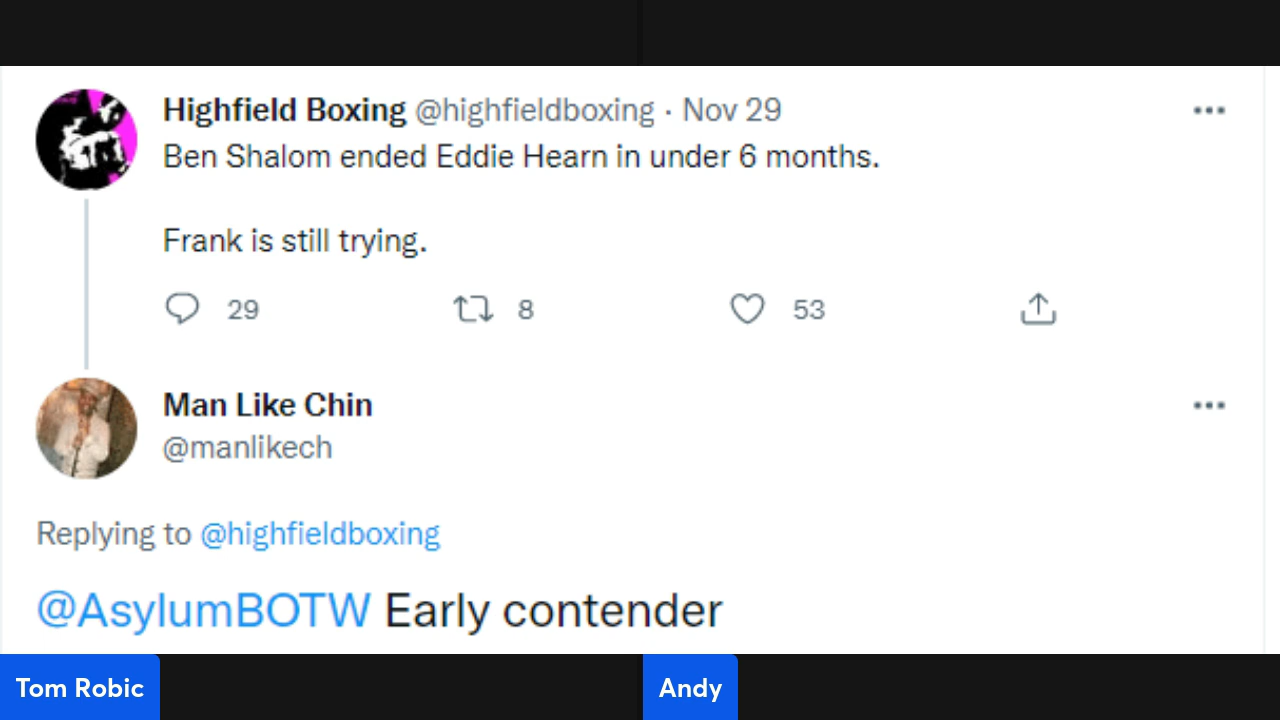 Highfield Boxing @highfieldboxing · Nov 29
Ben Shalom ended Eddie Hearn in under 6 months.
Frank is still trying.
29 8 53
Man Like Chin
@manlikech
Replying to @highfieldboxing
@AsylumBOTW Early contender
Tom Robic Andy